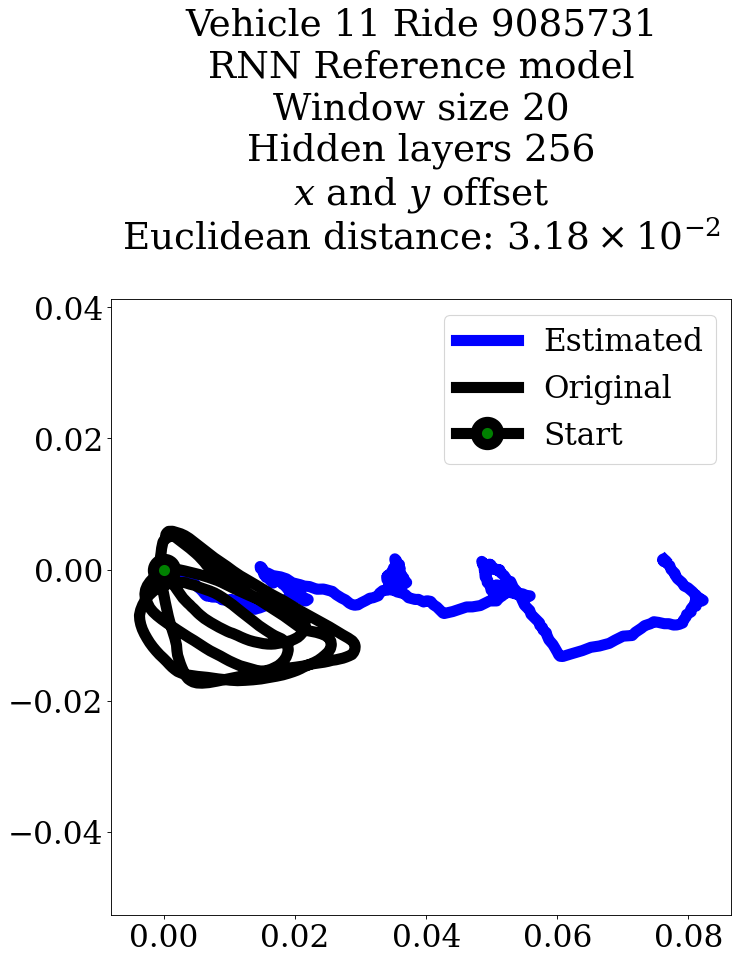 Vehicle 11 Ride 9085731
RNN Reference model
Window size 20
Hidden layers 256
x and y offset
Euclidean distance: 3.18 × 10⁻²
0.04
0.02
0.00
−0.02
−0.04
Estimated
Original
Start
0.00 0.02 0.04 0.06 0.08